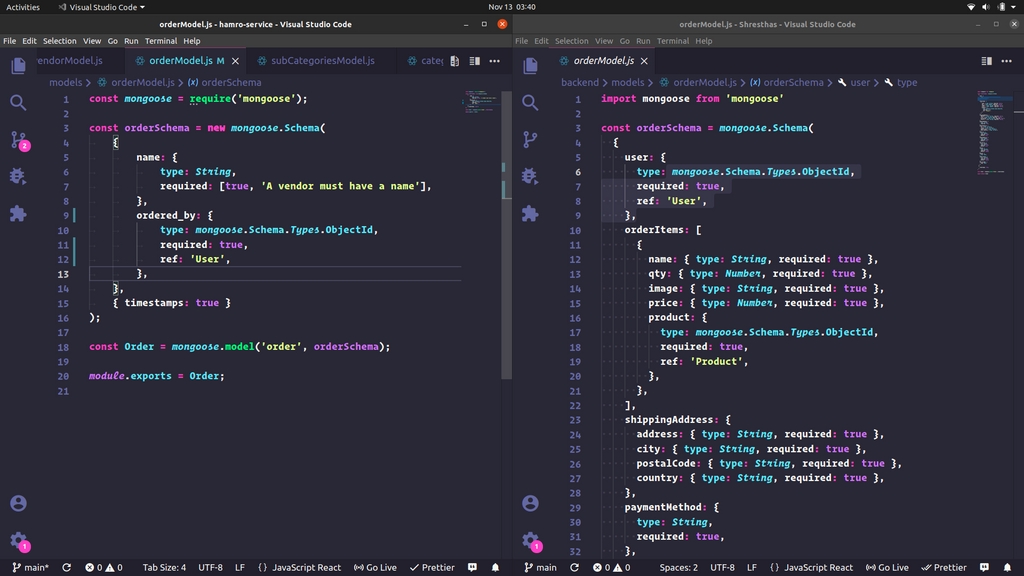 Activities
Visual Studio Code
Nov 13 03:40
orderModel.js - hamro-service - Visual Studio Code
File Edit Selection View Go Run Terminal Help
vendorModel.js
orderModel.js M
subCategoriesModel.js
categ
models > orderModel.js > orderSchema
1 const mongoose = require('mongoose');
2
3 const orderSchema = new mongoose.Schema(
4 {
5 name: {
6 type: String,
7 required: [true, 'A vendor must have a name'],
8 },
9 ordered_by: {
10 type: mongoose.Schema.Types.ObjectId,
11 required: true,
12 ref: 'User',
13 },
14 },
15 { timestamps: true }
16 );
17
18 const Order = mongoose.model('order', orderSchema);
19
20 module.exports = Order;
21
2
1
main* 0 0 Tab Size: 4 UTF-8 LF {} JavaScript React Go Live Prettier
orderModel.js - Shresthas - Visual Studio Code
File Edit Selection View Go Run Terminal Help
orderModel.js
backend > models > orderModel.js > orderSchema > user > type
1 import mongoose from 'mongoose'
2
3 const orderSchema = mongoose.Schema(
4 {
5 user: {
6 type: mongoose.Schema.Types.ObjectId,
7 required: true,
8 ref: 'User',
9 },
10 orderItems: [
11 {
12 name: { type: String, required: true },
13 qty: { type: Number, required: true },
14 image: { type: String, required: true },
15 price: { type: Number, required: true },
16 product: {
17 type: mongoose.Schema.Types.ObjectId,
18 required: true,
19 ref: 'Product',
20 },
21 },
22 ],
23 shippingAddress: {
24 address: { type: String, required: true },
25 city: { type: String, required: true },
26 postalCode: { type: String, required: true },
27 country: { type: String, required: true },
28 },
29 paymentMethod: {
30 type: String,
31 required: true,
32 },
1
main 0 0 Spaces: 2 UTF-8 LF {} JavaScript React Go Live Prettier